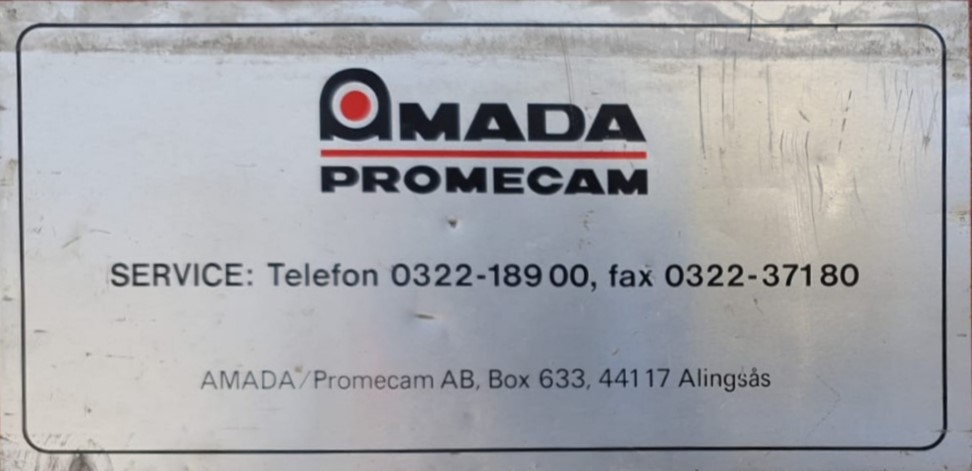 AMADA
PROMECAM
SERVICE: Telefon 0322-189 00, fax 0322-371 80
AMADA/Promecam AB, Box 633, 441 17 Alingsås